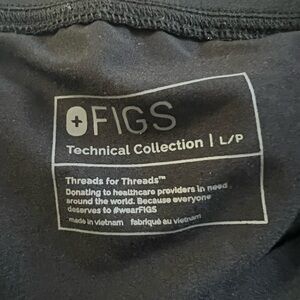 FIGS
Technical Collection | L/P
Threads for Threads™
Donating to healthcare providers in need
around the world. Because everyone
deserves to #wearFIGS
made in vietnam fabriqué au vietnam